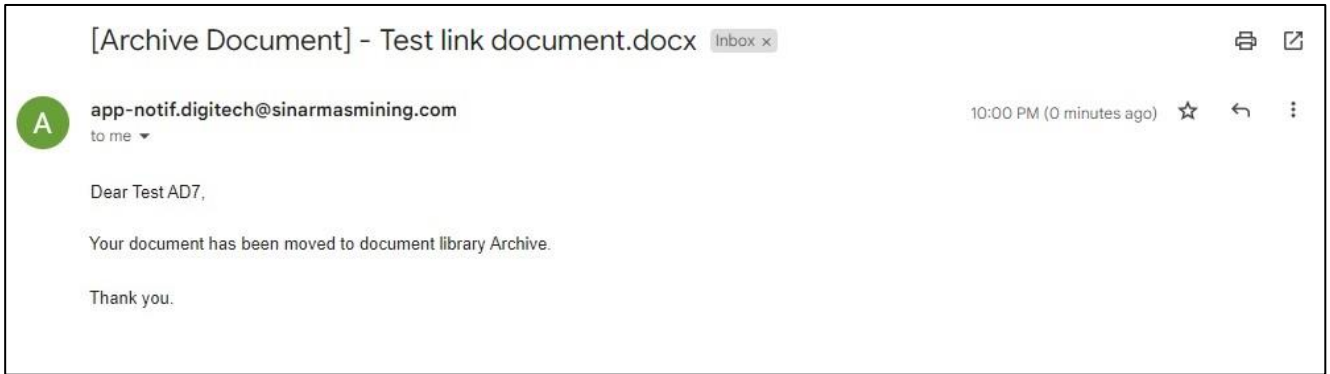 [Archive Document] - Test link document.docx Inbox x
A
app-notif.digitech@sinarmasmining.com 10:00 PM (0 minutes ago)
to me
Dear Test AD7,
Your document has been moved to document library Archive.
Thank you.